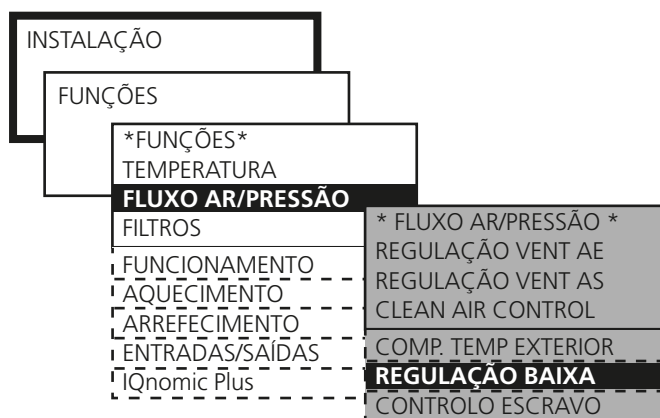 INSTALAÇÃO
FUNÇÕES
*FUNÇÕES*
TEMPERATURA
FLUXO AR/PRESSÃO
FILTROS
FUNCIONAMENTO
AQUECIMENTO
ARREFECIMENTO
ENTRADAS/SAÍDAS
IQnomic Plus
* FLUXO AR/PRESSÃO *
REGULAÇÃO VENT AE
REGULAÇÃO VENT AS
CLEAN AIR CONTROL
COMP. TEMP EXTERIOR
REGULAÇÃO BAIXA
CONTROLO ESCRAVO